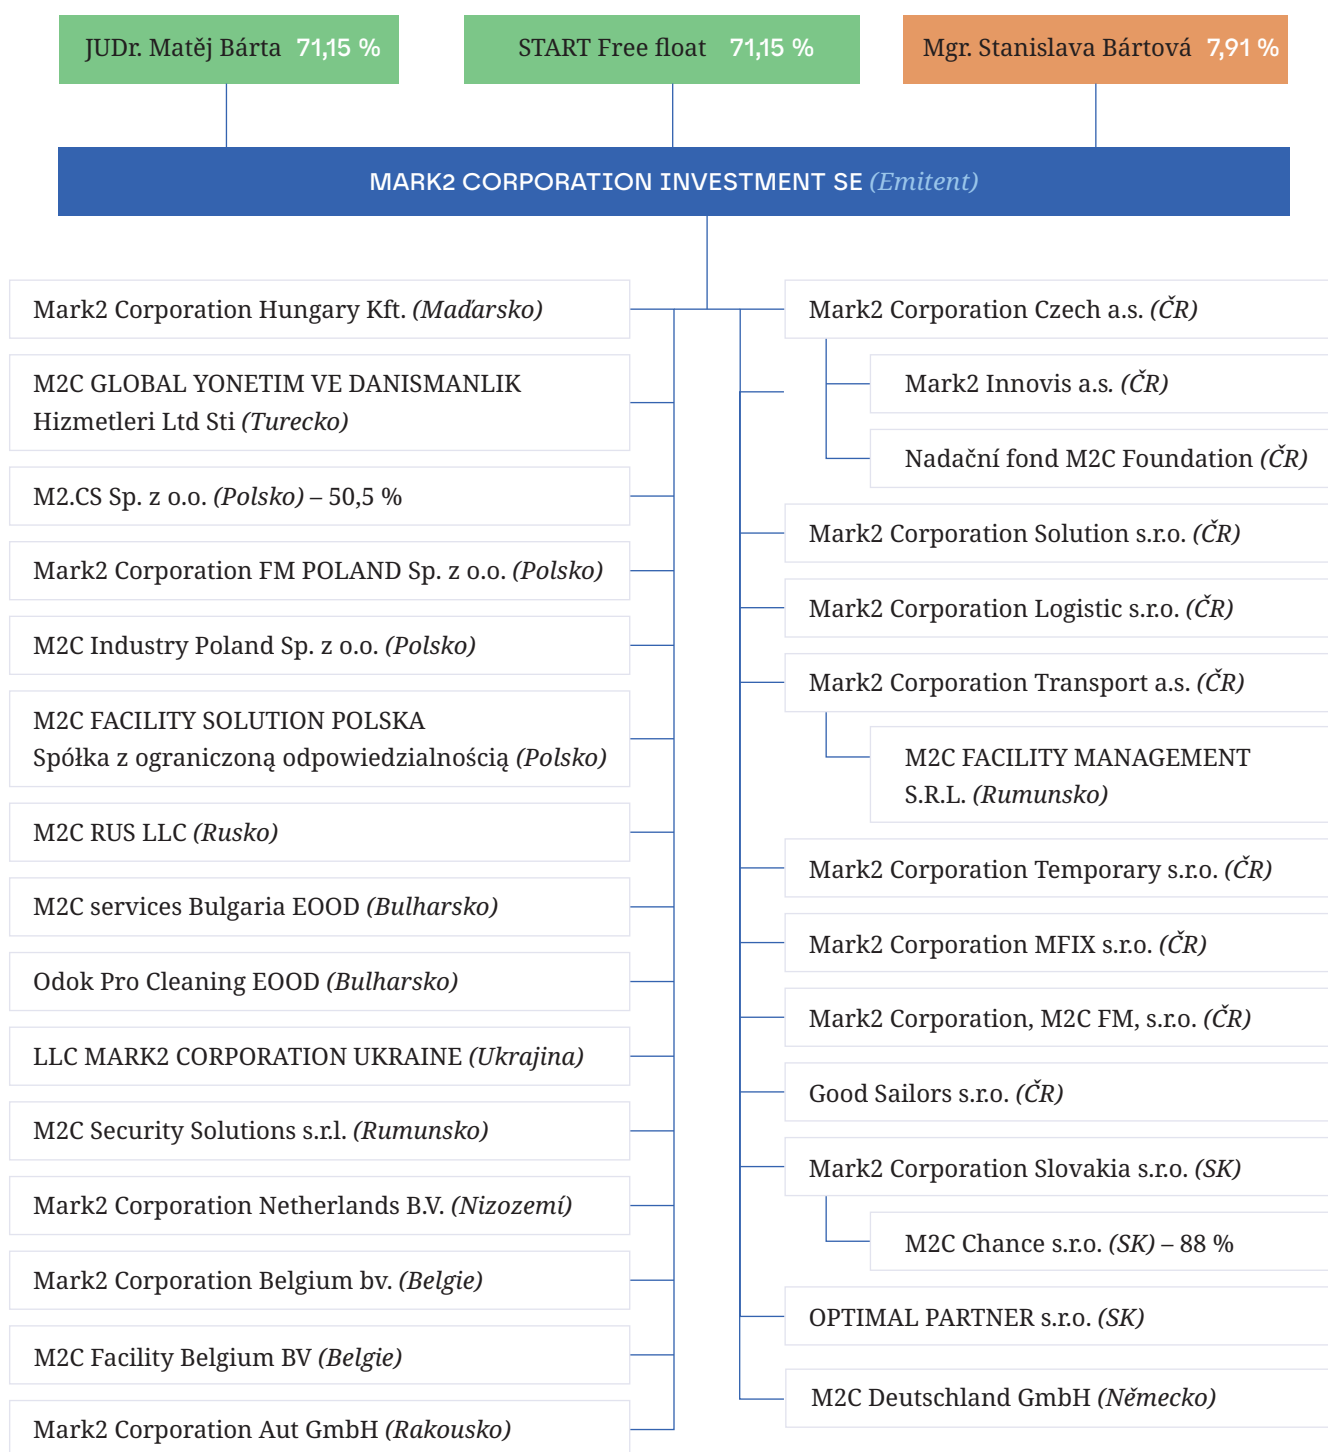 JUDr. Matěj Bárta 71,15 %
START Free float 71,15 %
Mgr. Stanislava Bártová 7,91 %
MARK2 CORPORATION INVESTMENT SE (Emitent)
Mark2 Corporation Hungary Kft. (Maďarsko)
M2C GLOBAL YONETIM VE DANISMANLIK
Hizmetleri Ltd Sti (Turecko)
M2.CS Sp. z o.o. (Polsko) – 50,5 %
Mark2 Corporation FM POLAND Sp. z o.o. (Polsko)
M2C Industry Poland Sp. z o.o. (Polsko)
M2C FACILITY SOLUTION POLSKA
Spółka z ograniczoną odpowiedzialnością (Polsko)
M2C RUS LLC (Rusko)
M2C services Bulgaria EOOD (Bulharsko)
Odok Pro Cleaning EOOD (Bulharsko)
LLC MARK2 CORPORATION UKRAINE (Ukrajina)
M2C Security Solutions s.r.l. (Rumunsko)
Mark2 Corporation Netherlands B.V. (Nizozemí)
Mark2 Corporation Belgium bv. (Belgie)
M2C Facility Belgium BV (Belgie)
Mark2 Corporation Aut GmbH (Rakousko)
Mark2 Corporation Czech a.s. (ČR)
Mark2 Innovis a.s. (ČR)
Nadační fond M2C Foundation (ČR)
Mark2 Corporation Solution s.r.o. (ČR)
Mark2 Corporation Logistic s.r.o. (ČR)
Mark2 Corporation Transport a.s. (ČR)
M2C FACILITY MANAGEMENT
S.R.L. (Rumunsko)
Mark2 Corporation Temporary s.r.o. (ČR)
Mark2 Corporation MFIX s.r.o. (ČR)
Mark2 Corporation, M2C FM, s.r.o. (ČR)
Good Sailors s.r.o. (ČR)
Mark2 Corporation Slovakia s.r.o. (SK)
M2C Chance s.r.o. (SK) – 88 %
OPTIMAL PARTNER s.r.o. (SK)
M2C Deutschland GmbH (Německo)